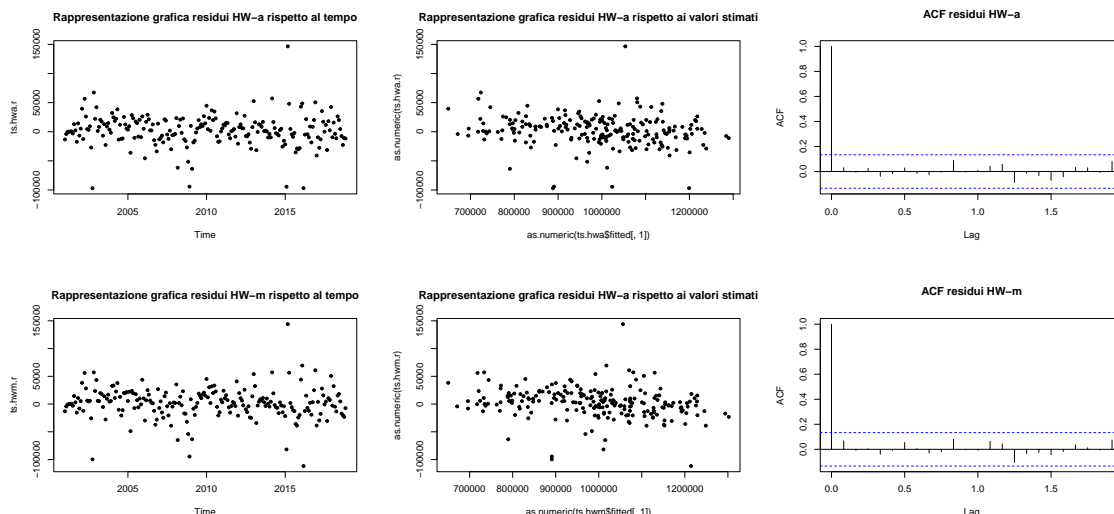 Rappresentazione grafica residui HW−a rispetto al tempo
ts.hwa.r
−100000 0 50000 150000
2005 2010 2015
Time
Rappresentazione grafica residui HW−a rispetto ai valori stimati
as.numeric(ts.hwa.r)
−100000 0 50000 150000
700000 800000 900000 1000000 1200000
as.numeric(ts.hwa$fitted[, 1])
ACF residui HW−a
ACF
0.0 0.2 0.4 0.6 0.8 1.0
0.0 0.5 1.0 1.5
Lag
Rappresentazione grafica residui HW−m rispetto al tempo
ts.hwm.r
−100000 0 50000 150000
2005 2010 2015
Time
Rappresentazione grafica residui HW−a rispetto ai valori stimati
as.numeric(ts.hwm.r)
−100000 0 50000 150000
700000 800000 900000 1000000 1200000
as.numeric(ts.hwm$fitted[, 1])
ACF residui HW−m
ACF
0.0 0.2 0.4 0.6 0.8 1.0
0.0 0.5 1.0 1.5
Lag